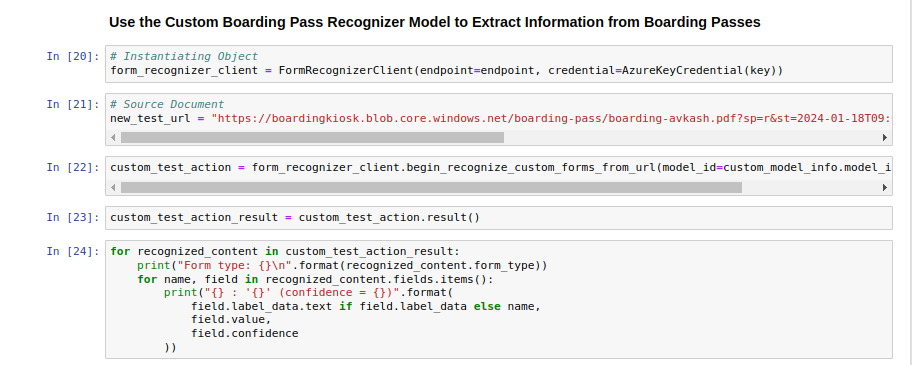 Use the Custom Boarding Pass Recognizer Model to Extract Information from Boarding Passes
In [20]: # Instantiating Object
form_recognizer_client = FormRecognizerClient(endpoint=endpoint, credential=AzureKeyCredential(key))
In [21]: # Source Document
new_test_url = "https://boardingkiosk.blob.core.windows.net/boarding-pass/boarding-avkash.pdf?sp=r&st=2024-01-18T09:
In [22]: custom_test_action = form_recognizer_client.begin_recognize_custom_forms_from_url(model_id=custom_model_info.model_i
In [23]: custom_test_action_result = custom_test_action.result()
In [24]: for recognized_content in custom_test_action_result:
    print("Form type: {}\n".format(recognized_content.form_type))
    for name, field in recognized_content.fields.items():
        print("{} : '{}' (confidence = {})".format(
            field.label_data.text if field.label_data else name,
            field.value,
            field.confidence
        ))